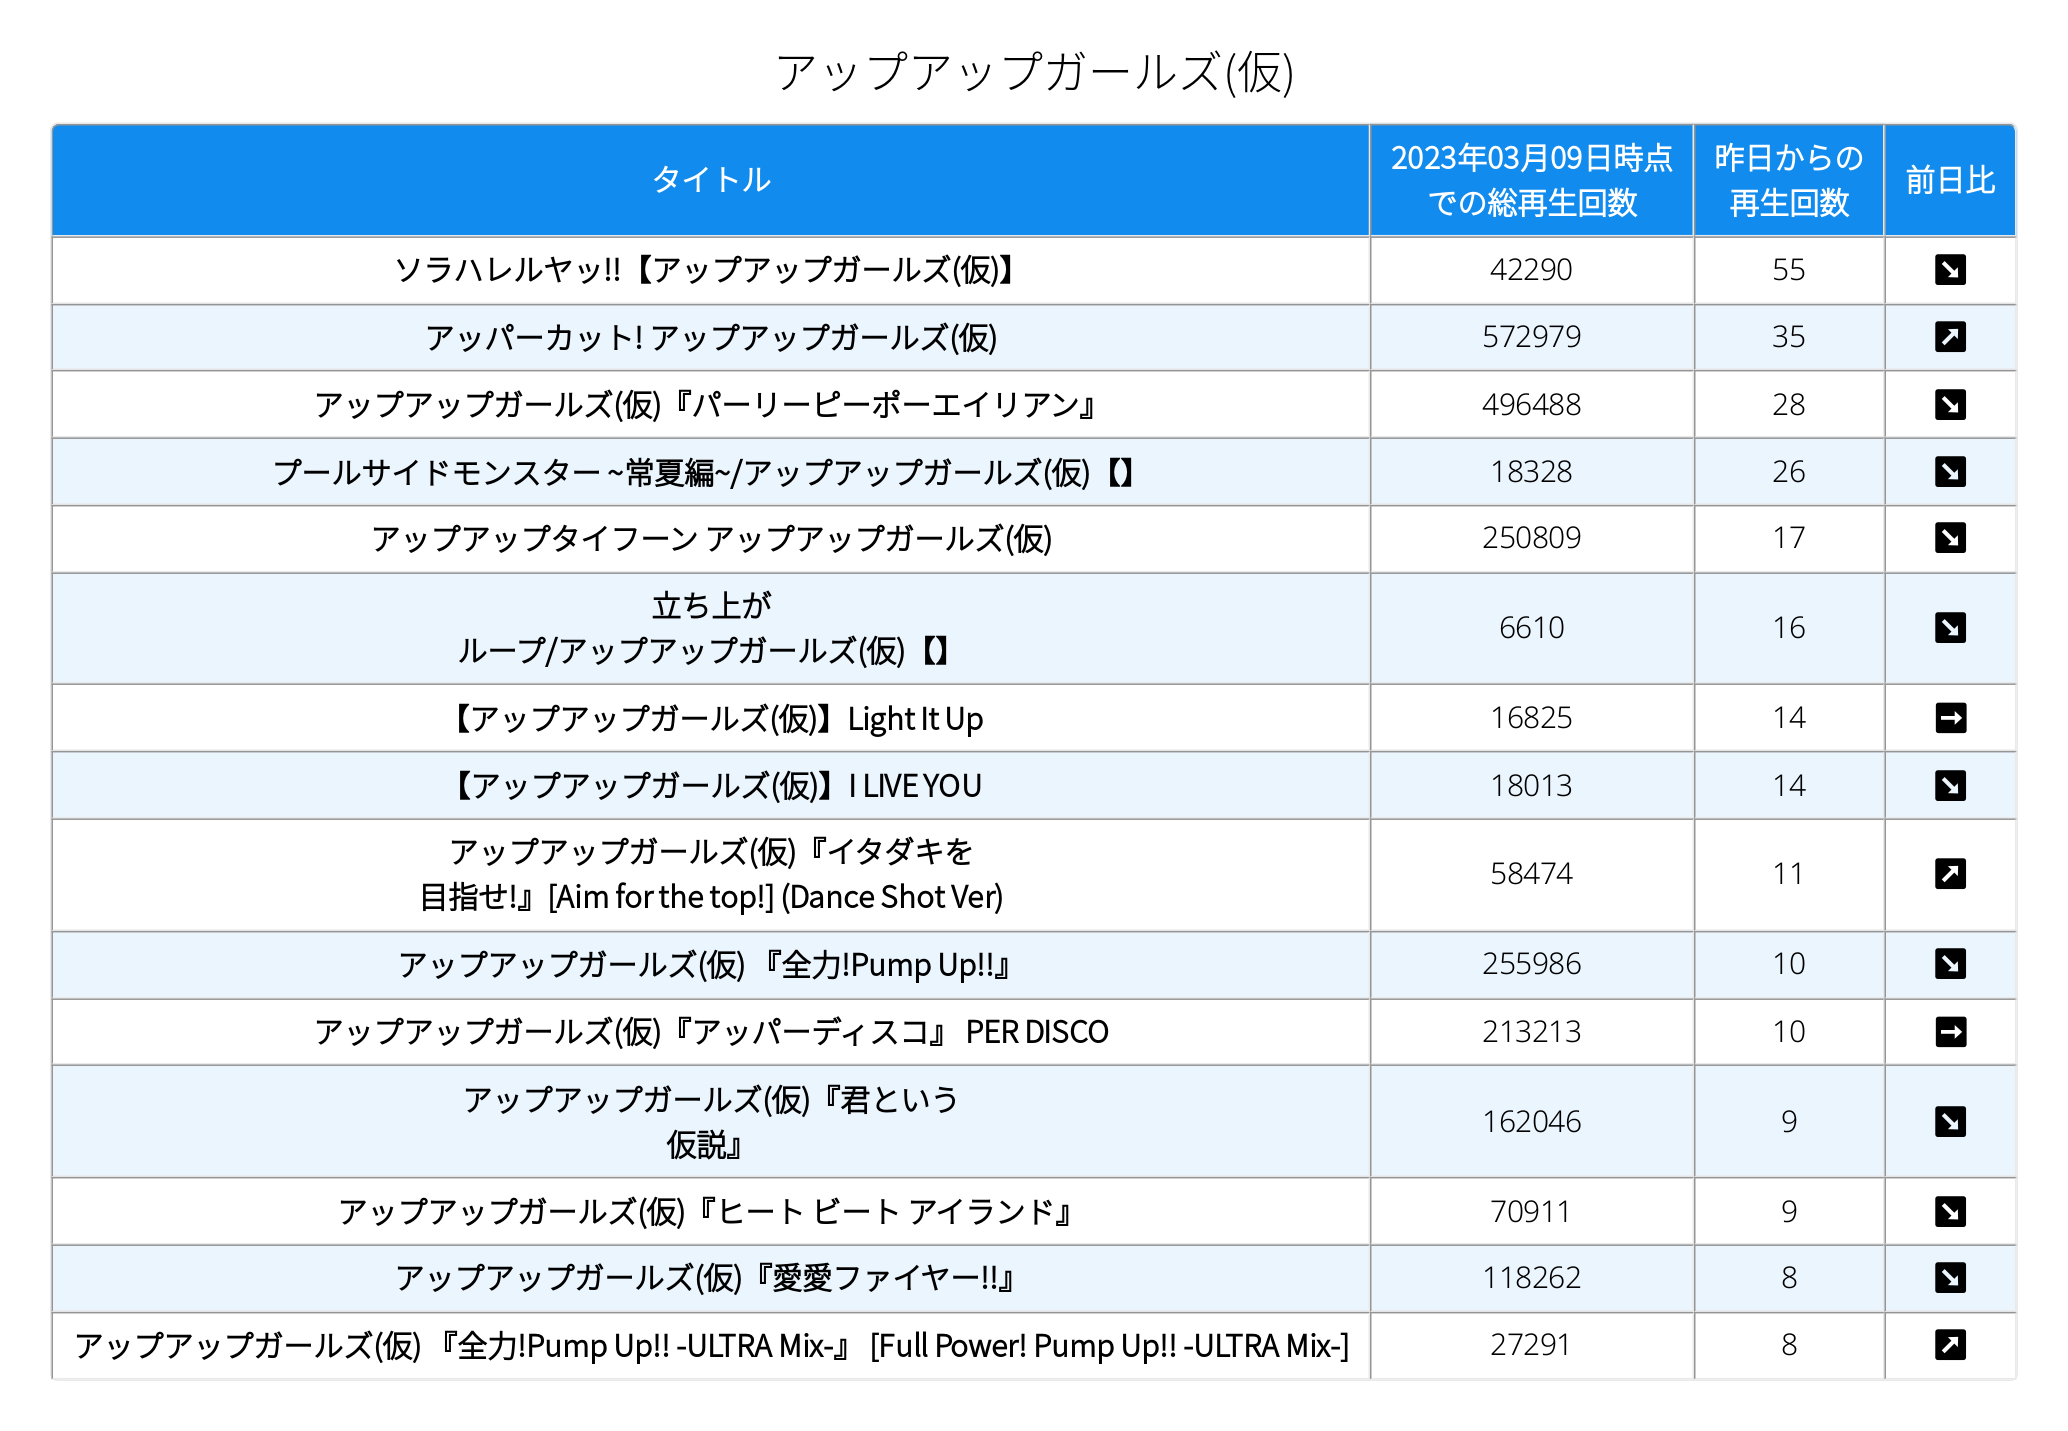 アップアップガールズ(仮)
タイトル
2023年03月09日時点
での総再生回数
昨日からの
再生回数
前日比
ソラハレルヤッ!!【アップアップガールズ(仮)】 42290 55
アッパーカット! アップアップガールズ(仮) 572979 35
アップアップガールズ(仮)『パーリーピーポーエイリアン』 496488 28
プールサイドモンスター ~常夏編~/アップアップガールズ(仮)【】 18328 26
アップアップタイフーン アップアップガールズ(仮) 250809 17
立ち上が
ループ/アップアップガールズ(仮)【】 6610 16
【アップアップガールズ(仮)】Light It Up 16825 14
【アップアップガールズ(仮)】I LIVE YOU 18013 14
アップアップガールズ(仮)『イタダキを
目指せ!』[Aim for the top!] (Dance Shot Ver) 58474 11
アップアップガールズ(仮) 『全力!Pump Up!!』 255986 10
アップアップガールズ(仮)『アッパーディスコ』 PER DISCO 213213 10
アップアップガールズ(仮)『君という
仮説』 162046 9
アップアップガールズ(仮)『ヒート ビート アイランド』 70911 9
アップアップガールズ(仮)『愛愛ファイヤー!!』 118262 8
アップアップガールズ(仮) 『全力!Pump Up!! -ULTRA Mix-』 [Full Power! Pump Up!! -ULTRA Mix-] 27291 8